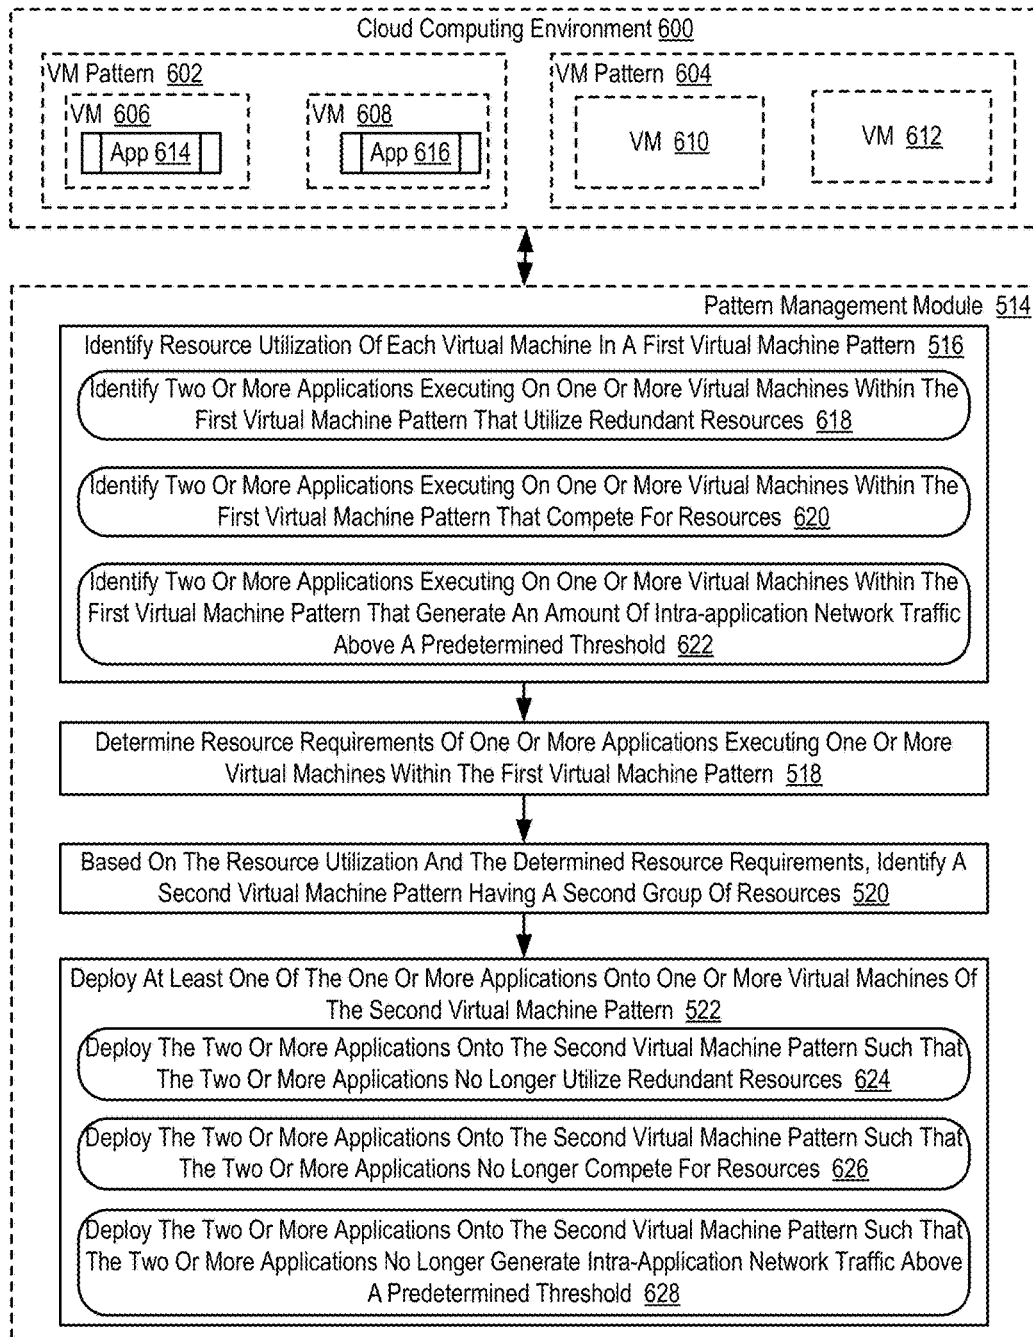 Cloud Computing Environment 600
VM Pattern 602
VM 606
App 614
VM 608
App 616
VM Pattern 604
VM 610
VM 612
Pattern Management Module 514
Identify Resource Utilization Of Each Virtual Machine In A First Virtual Machine Pattern 516
Identify Two Or More Applications Executing On One Or More Virtual Machines Within The
First Virtual Machine Pattern That Utilize Redundant Resources 618
Identify Two Or More Applications Executing On One Or More Virtual Machines Within The
First Virtual Machine Pattern That Compete For Resources 620
Identify Two Or More Applications Executing On One Or More Virtual Machines Within The
First Virtual Machine Pattern That Generate An Amount Of Intra-application Network Traffic
Above A Predetermined Threshold 622
Determine Resource Requirements Of One Or More Applications Executing One Or More
Virtual Machines Within The First Virtual Machine Pattern 518
Based On The Resource Utilization And The Determined Resource Requirements, Identify A
Second Virtual Machine Pattern Having A Second Group Of Resources 520
Deploy At Least One Of The One Or More Applications Onto One Or More Virtual Machines Of
The Second Virtual Machine Pattern 522
Deploy The Two Or More Applications Onto The Second Virtual Machine Pattern Such That
The Two Or More Applications No Longer Utilize Redundant Resources 624
Deploy The Two Or More Applications Onto The Second Virtual Machine Pattern Such That
The Two Or More Applications No Longer Compete For Resources 626
Deploy The Two Or More Applications Onto The Second Virtual Machine Pattern Such That
The Two Or More Applications No Longer Generate Intra-Application Network Traffic Above
A Predetermined Threshold 628